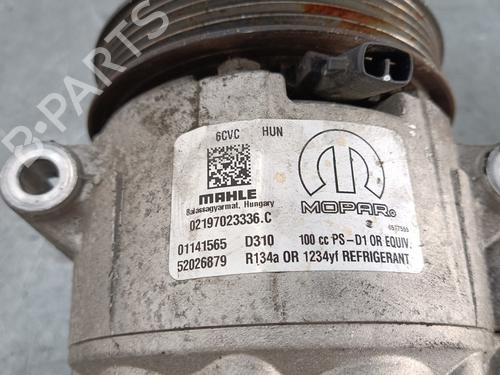 B-PARTS
6CVC HUN
MAHLE
Balassagyarmat, Hungary
02197023336.C
MOPAR®
01141565 D310 100 cc PS-D1 OR EQUIV.
52026879 R134a OR 1234yf REFRIGERANT